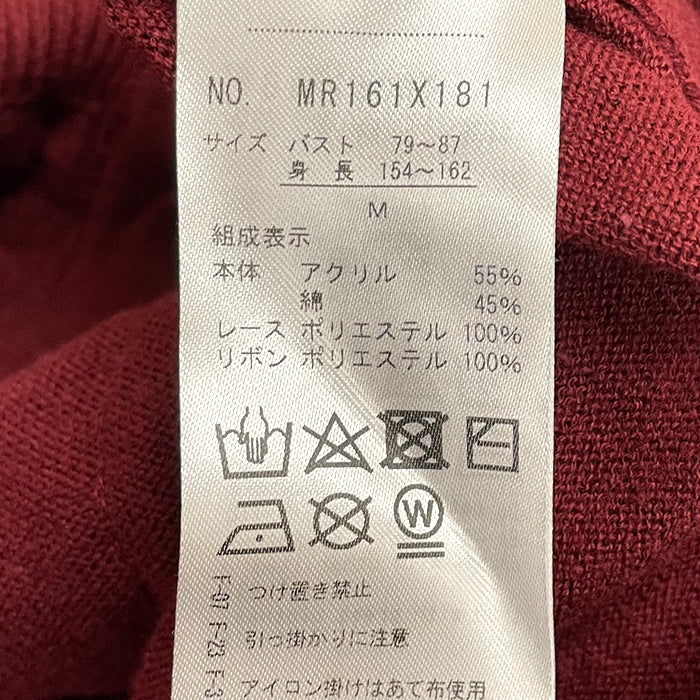 NO. MR161X181
サイズ バスト 79～87
身長 154～162
M
組成表示
本体 アクリル 55%
綿 45%
レース ポリエステル 100%
リボン ポリエステル 100%
W
F-07 つけ置き禁止
F-23 引っ掛かりに注意
F-3 アイロン掛けはあて布使用